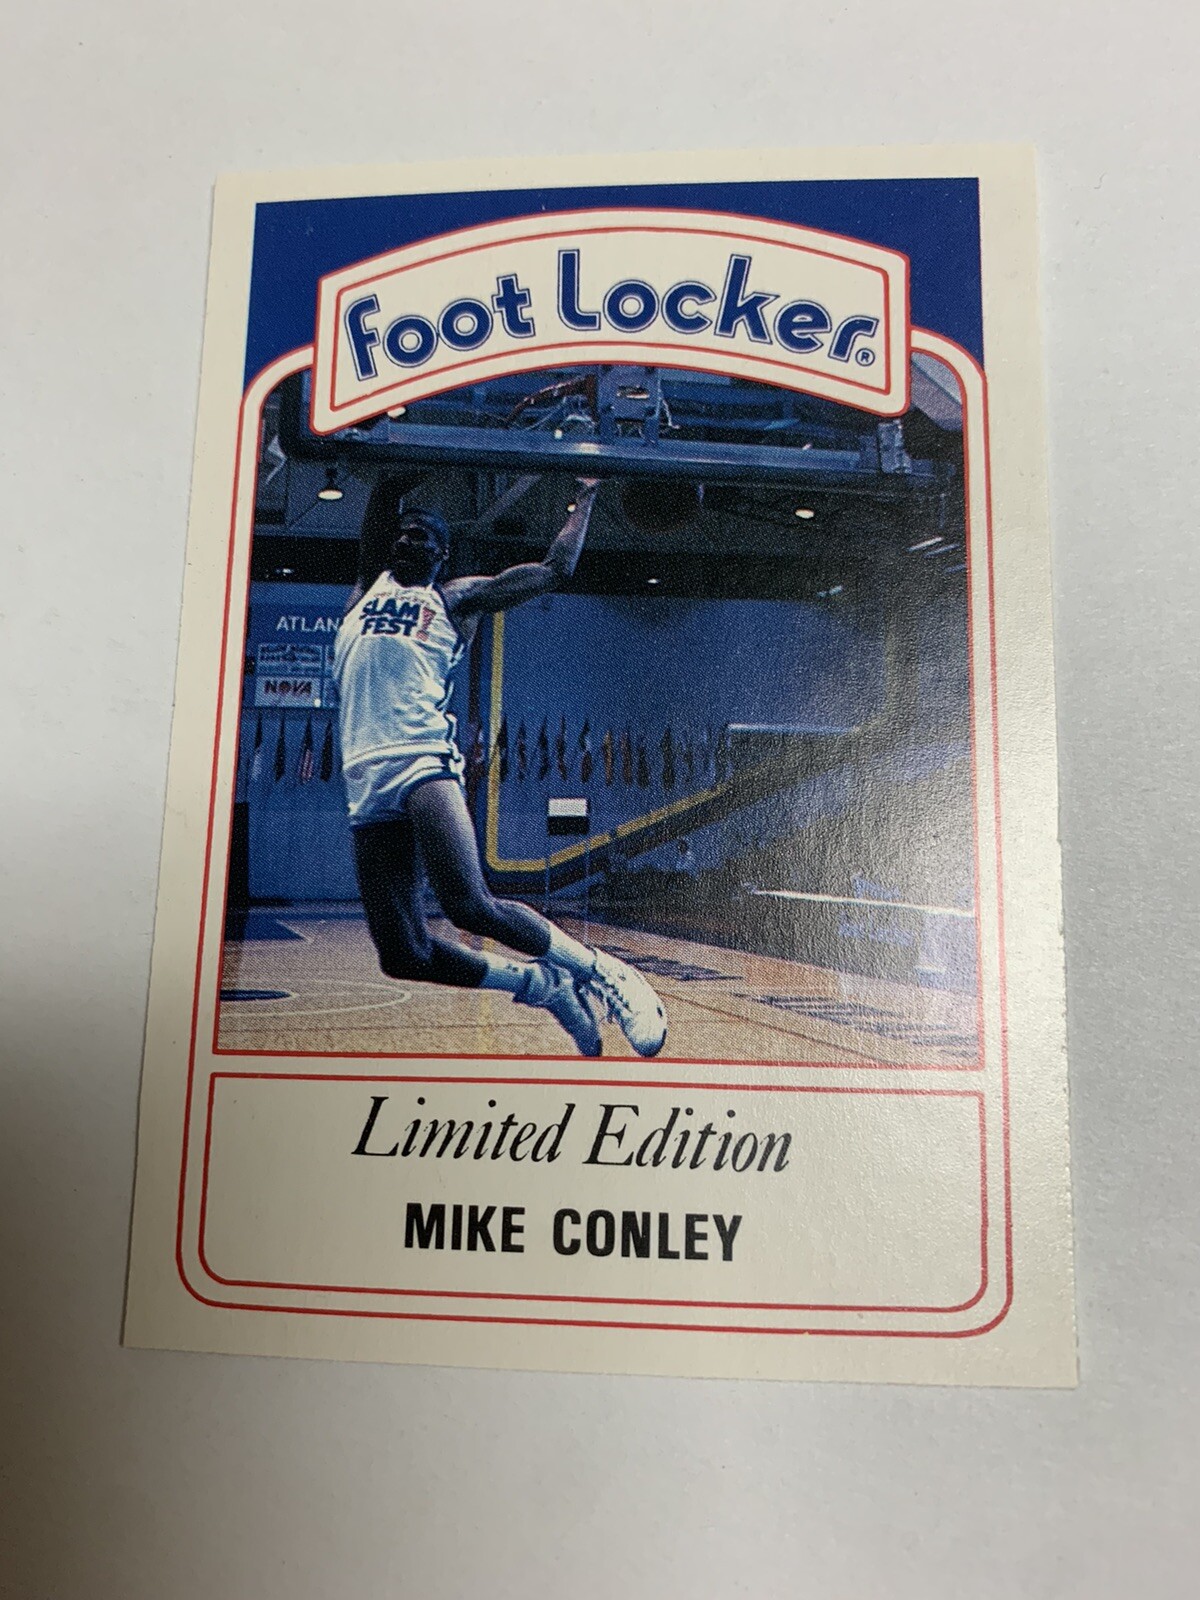 Foot Locker®
SLAM
FEST
ATLAN
NOVA
Limited Edition
MIKE CONLEY